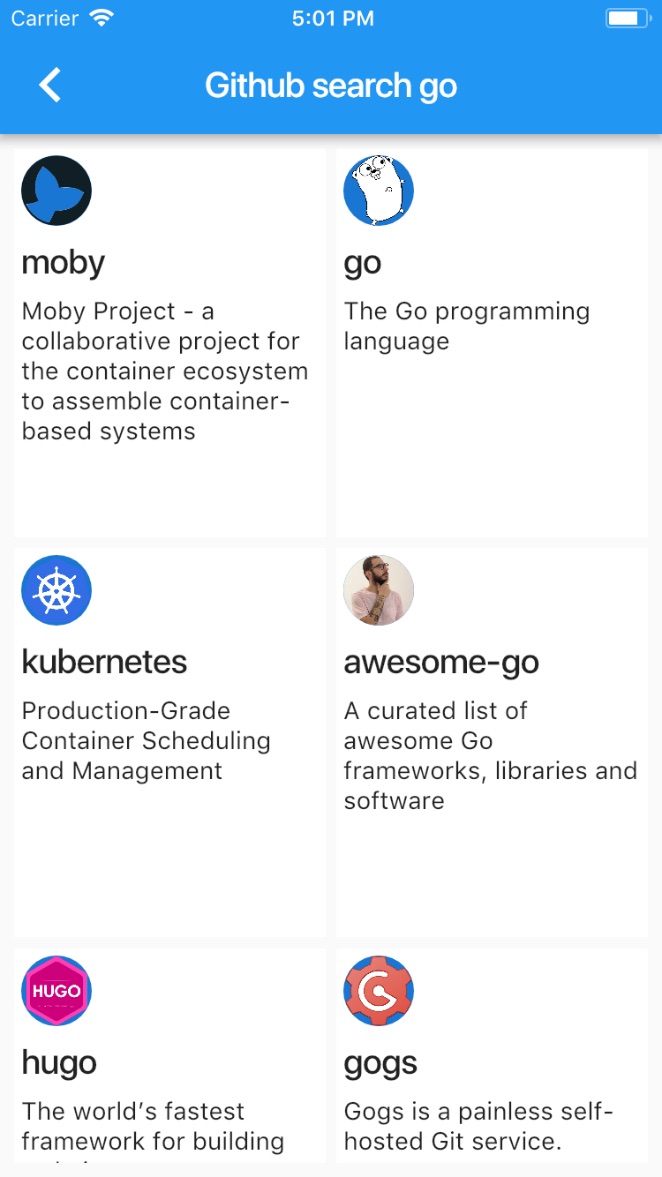 Carrier
5:01 PM
Github search go
moby
Moby Project - a
collaborative project for
the container ecosystem
to assemble container-
based systems
go
The Go programming
language
kubernetes
Production-Grade
Container Scheduling
and Management
awesome-go
A curated list of
awesome Go
frameworks, libraries and
software
HUGO
hugo
The world’s fastest
framework for building
gogs
Gogs is a painless self-
hosted Git service.